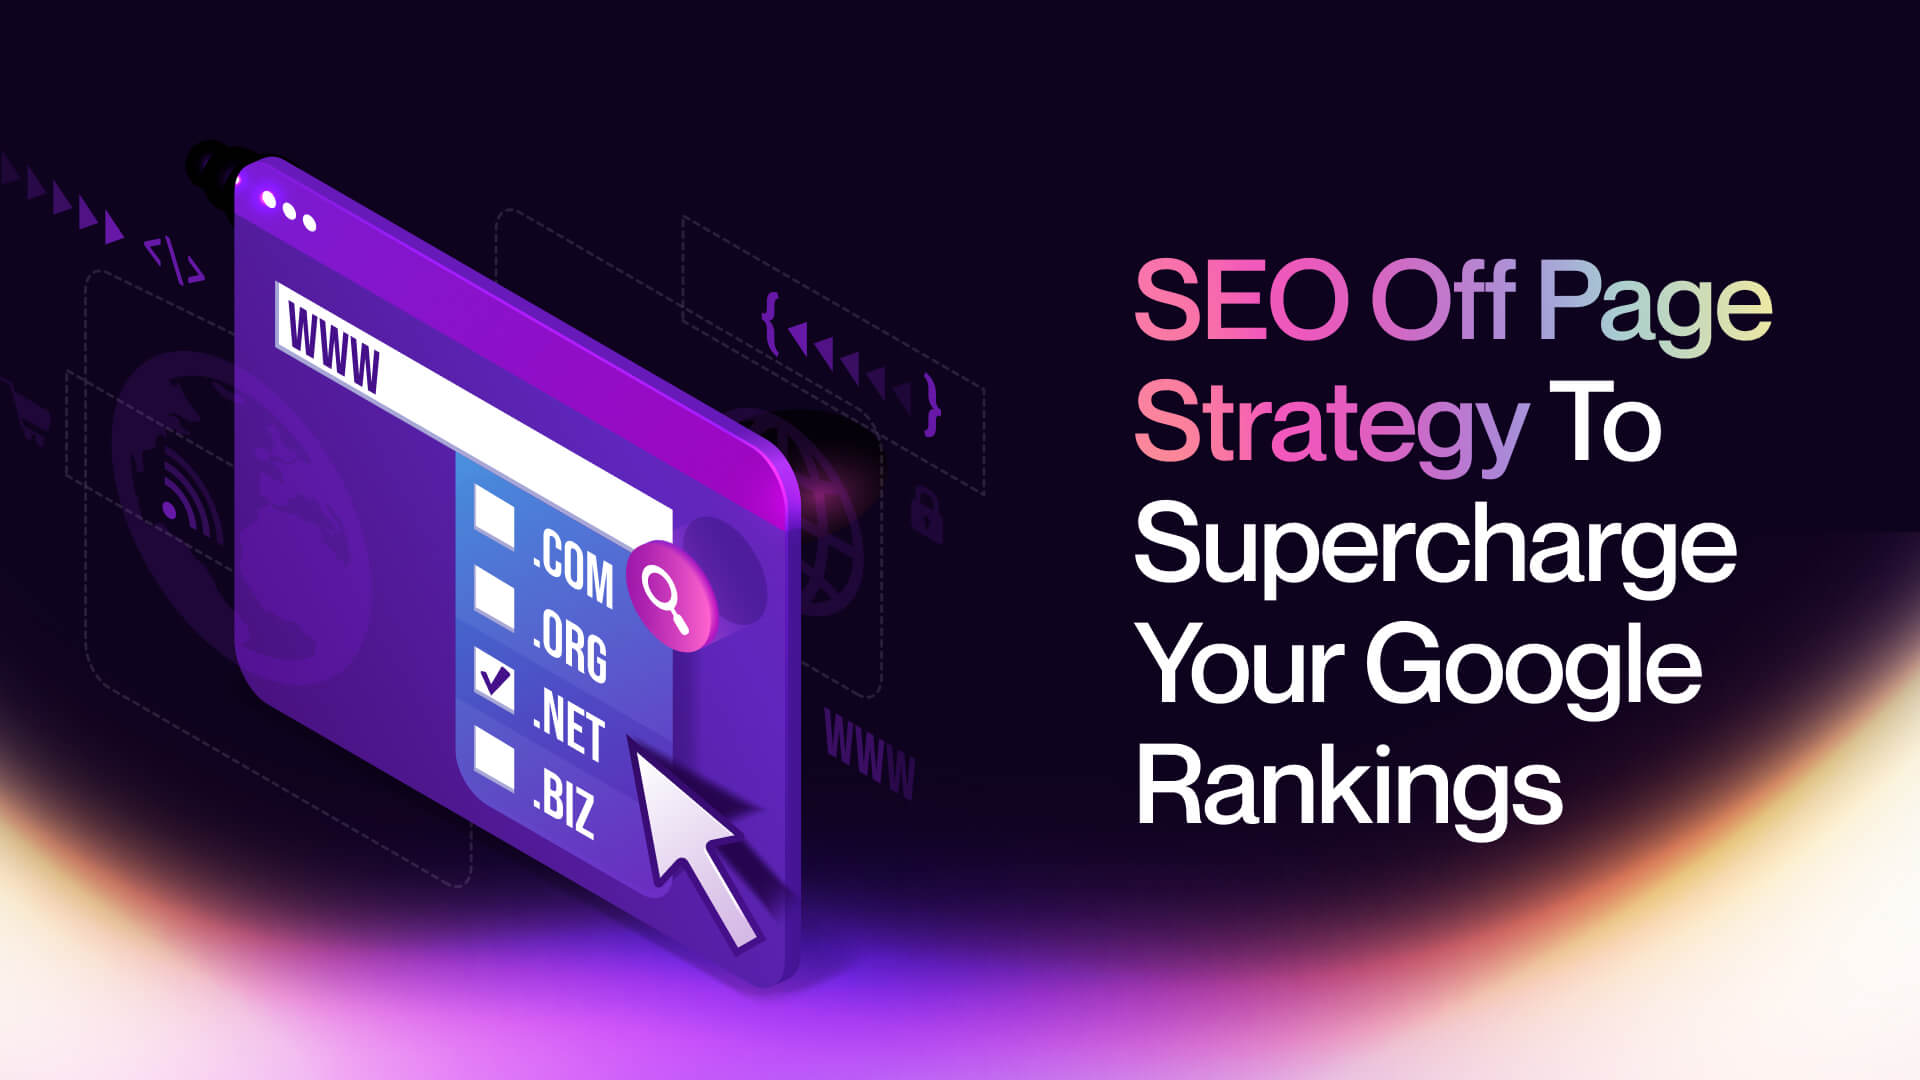 WWW
.COM
.ORG
.NET
.BIZ
</>
{
}
WWW
SEO Off Page
Strategy To
Supercharge
Your Google
Rankings